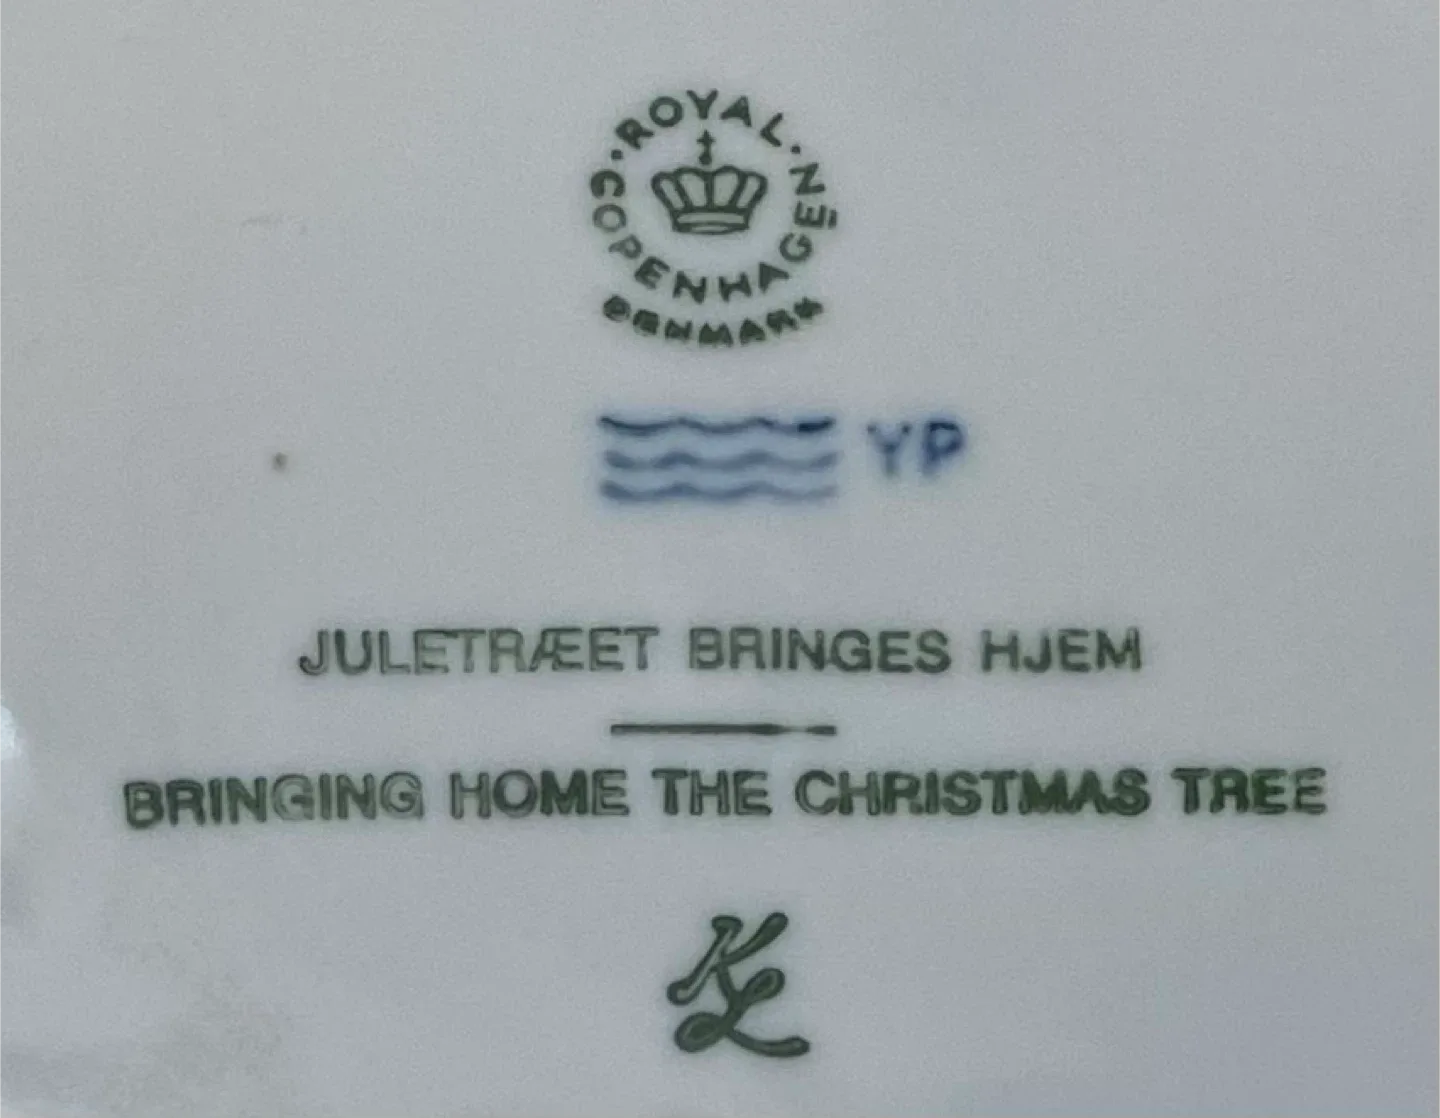 ·ROYAL·
COPENHAGEN
DENMARK
YP
JULETRÆET BRINGES HJEM
BRINGING HOME THE CHRISTMAS TREE
KL